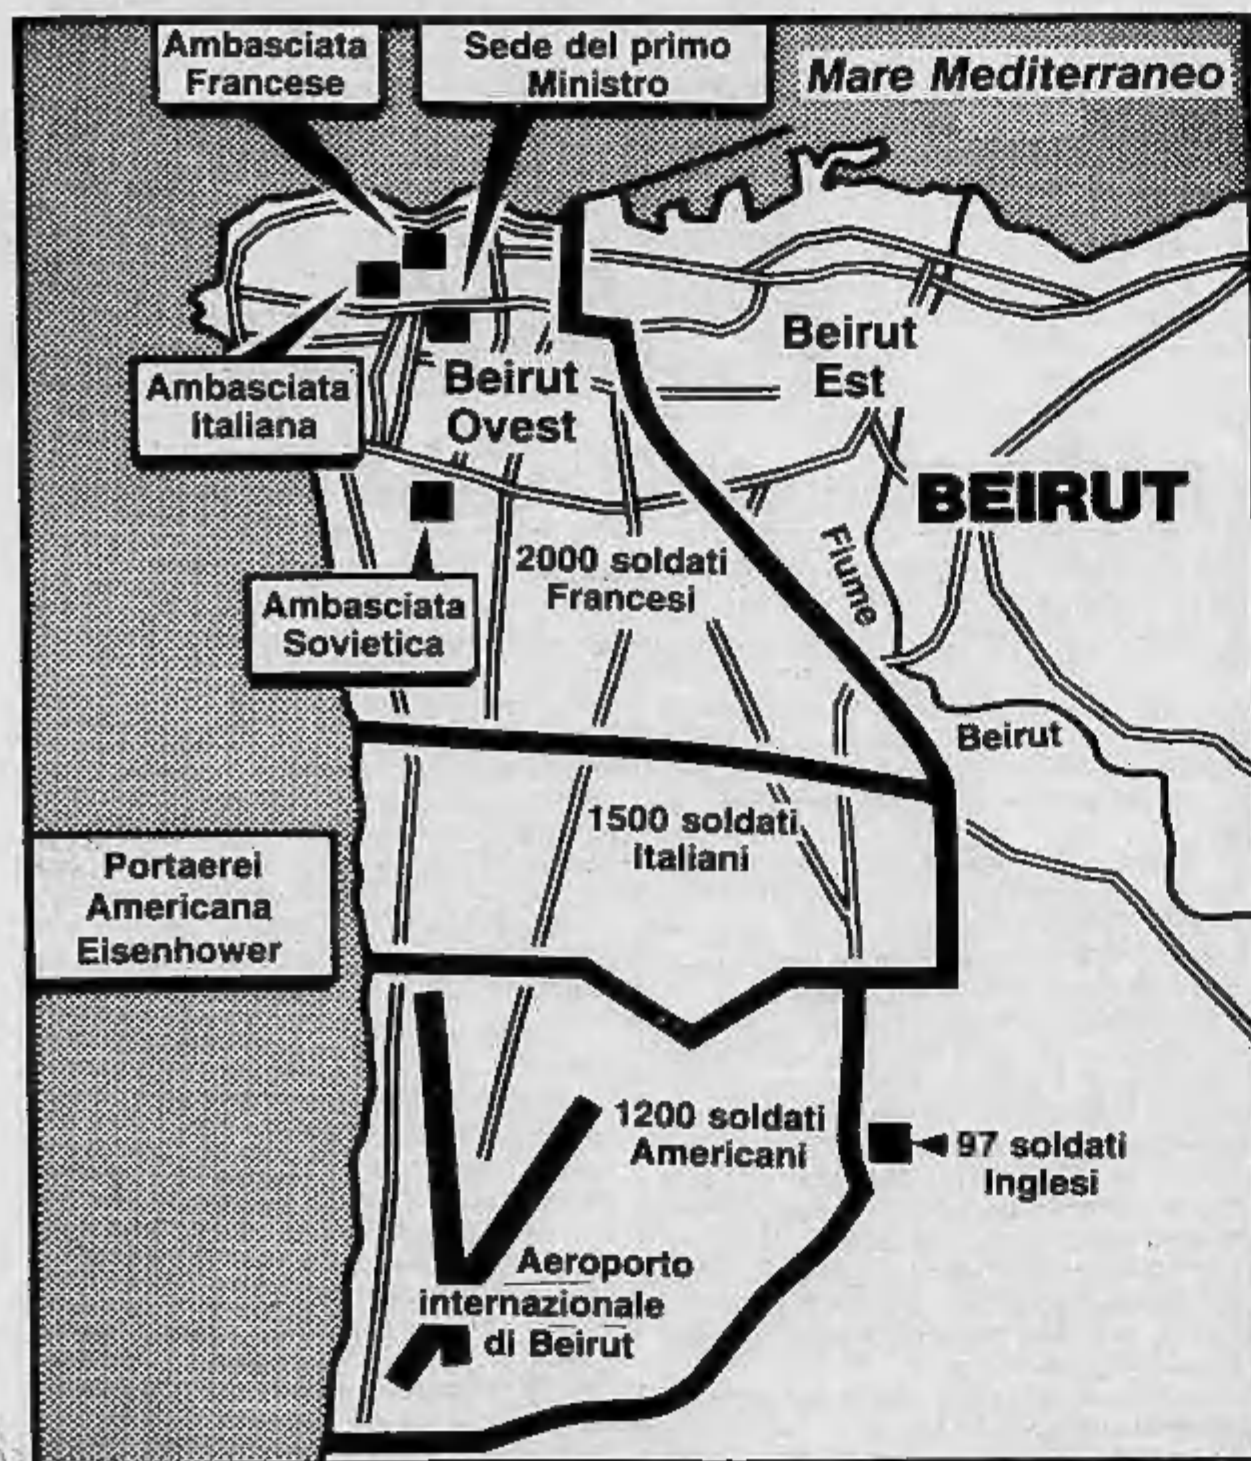 Ambasciata
Francese
Sede del primo
Ministro
Mare Mediterraneo
Ambasciata
Italiana
Beirut
Ovest
Beirut
Est
BEIRUT
Fiume
Beirut
2000 soldati
Francesi
Ambasciata
Sovietica
1500 soldati
Italiani
Portaerei
Americana
Eisenhower
1200 soldati
Americani
97 soldati
Inglesi
Aeroporto
internazionale
di Beirut